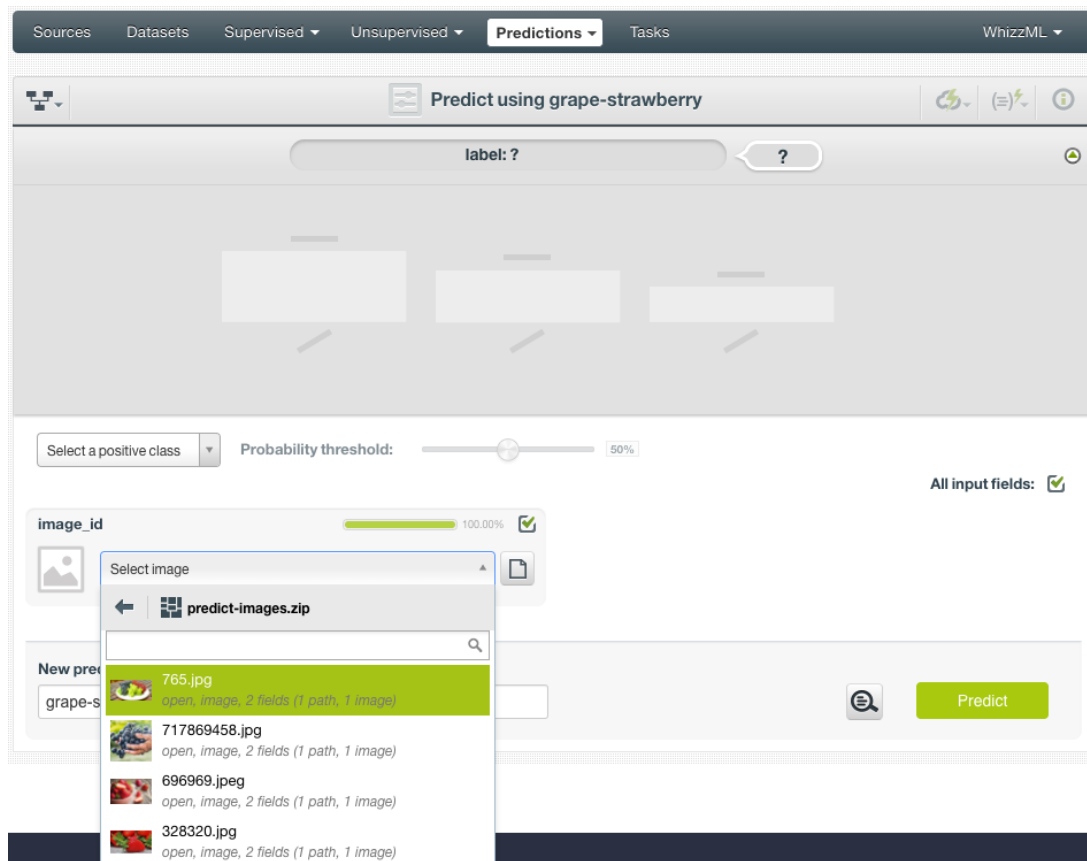 Sources Datasets Supervised Unsupervised Predictions Tasks WhizzML
Predict using grape-strawberry
label: ? ?
Select a positive class Probability threshold: 50%
All input fields:
image_id 100.00%
Select image
predict-images.zip
New pre
765.jpg
open, image, 2 fields (1 path, 1 image)
grape-s
Predict
717869458.jpg
open, image, 2 fields (1 path, 1 image)
696969.jpeg
open, image, 2 fields (1 path, 1 image)
328320.jpg
open, image, 2 fields (1 path, 1 image)